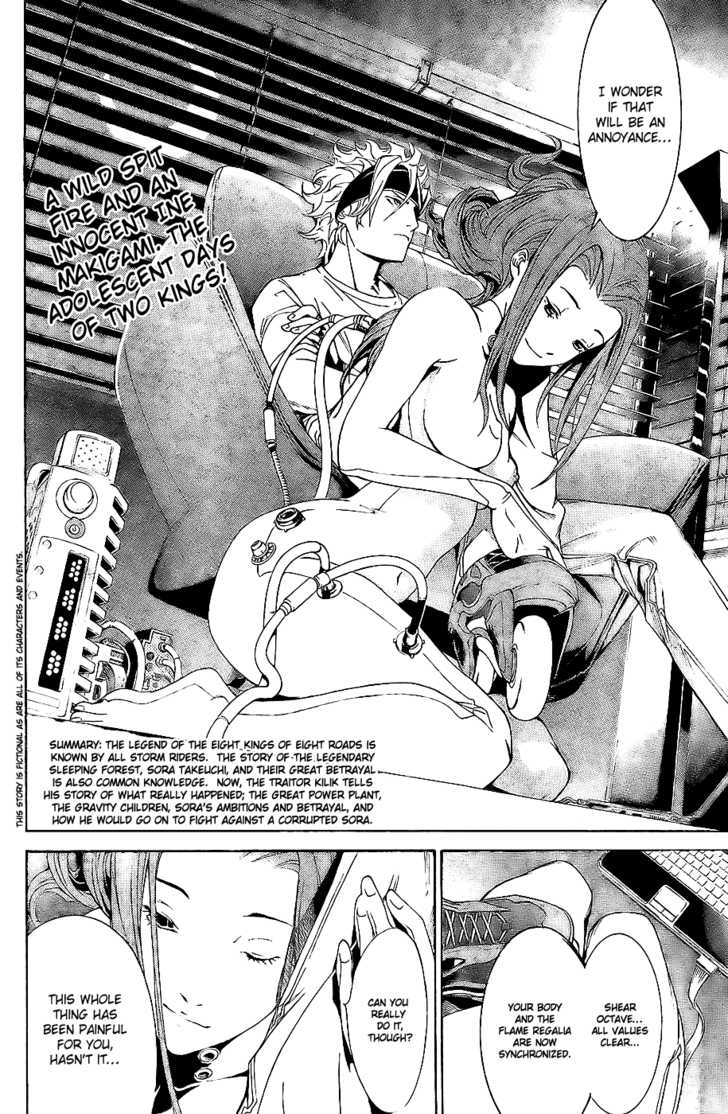 I WONDER
IF THAT
WILL BE AN
ANNOYANCE...
A WILD SPIT
FIRE AND AN
INNOCENT INE
MAKIGAMI. THE
ADOLESCENT DAYS
OF TWO KINGS!
THIS STORY IS FICTIONAL AS ARE ALL OF ITS CHARACTERS AND EVENTS.
SUMMARY: THE LEGEND OF THE EIGHT KINGS OF EIGHT ROADS IS
KNOWN BY ALL STORM RIDERS. THE STORY OF THE LEGENDARY
SLEEPING FOREST, SORA TAKEUCHI, AND THEIR GREAT BETRAYAL
IS ALSO COMMON KNOWLEDGE. NOW, THE TRAITOR KILIK TELLS
HIS STORY OF WHAT REALLY HAPPENED; THE GREAT POWER PLANT,
THE GRAVITY CHILDREN, SORA'S AMBITIONS AND BETRAYAL, AND
HOW HE WOULD GO ON TO FIGHT AGAINST A CORRUPTED SORA.
SHEAR
OCTAVE...
ALL VALUES
CLEAR...
YOUR BODY
AND THE
FLAME REGALIA
ARE NOW
SYNCHRONIZED.
CAN YOU
REALLY
DO IT,
THOUGH?
THIS WHOLE
THING HAS
BEEN PAINFUL
FOR YOU,
HASN'T IT...